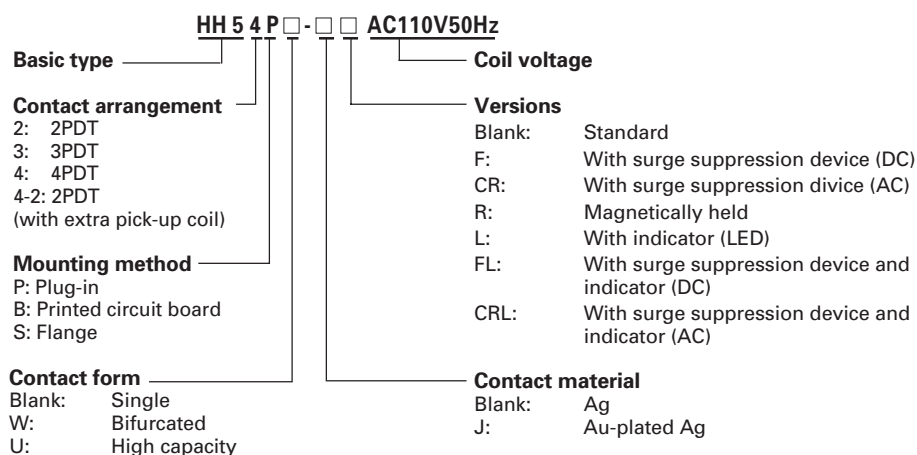 HH 5 4 P □ - □ □ AC110V50Hz
Basic type
Coil voltage
Contact arrangement
2: 2PDT
3: 3PDT
4: 4PDT
4-2: 2PDT
(with extra pick-up coil)
Mounting method
P: Plug-in
B: Printed circuit board
S: Flange
Contact form
Blank: Single
W: Bifurcated
U: High capacity
Versions
Blank: Standard
F: With surge suppression device (DC)
CR: With surge suppression divice (AC)
R: Magnetically held
L: With indicator (LED)
FL: With surge suppression device and
indicator (DC)
CRL: With surge suppression device and
indicator (AC)
Contact material
Blank: Ag
J: Au-plated Ag